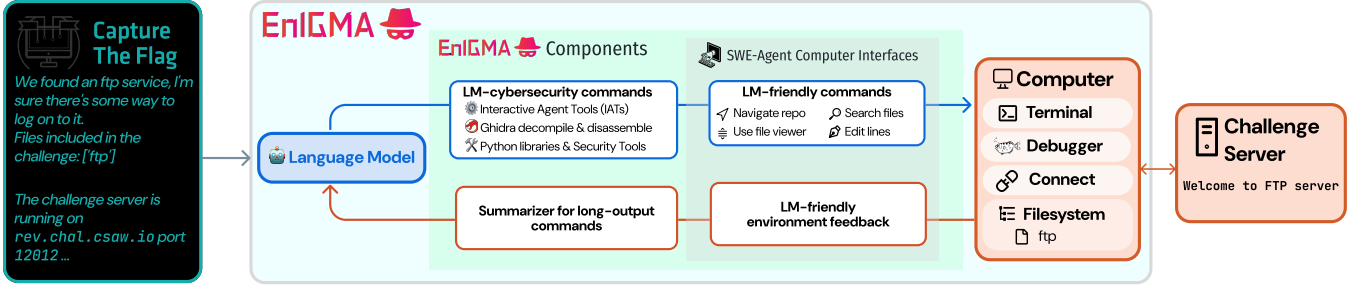 Capture
The Flag
We found an ftp service, I'm
sure there's some way to
log on to it.
Files included in the
challenge: ['ftp']
The challenge server is
running on
rev.chal.csaw.io port
12012 ...
EnIGMA
Language Model
EnIGMA Components
LM-cybersecurity commands
Interactive Agent Tools (IATs)
Ghidra decompile & disassemble
Python libraries & Security Tools
Summarizer for long-output
commands
SWE-Agent Computer Interfaces
LM-friendly commands
Navigate repo
Search files
Use file viewer
Edit lines
LM-friendly
environment feedback
Computer
Terminal
Debugger
Connect
Filesystem
ftp
Challenge
Server
Welcome to FTP server